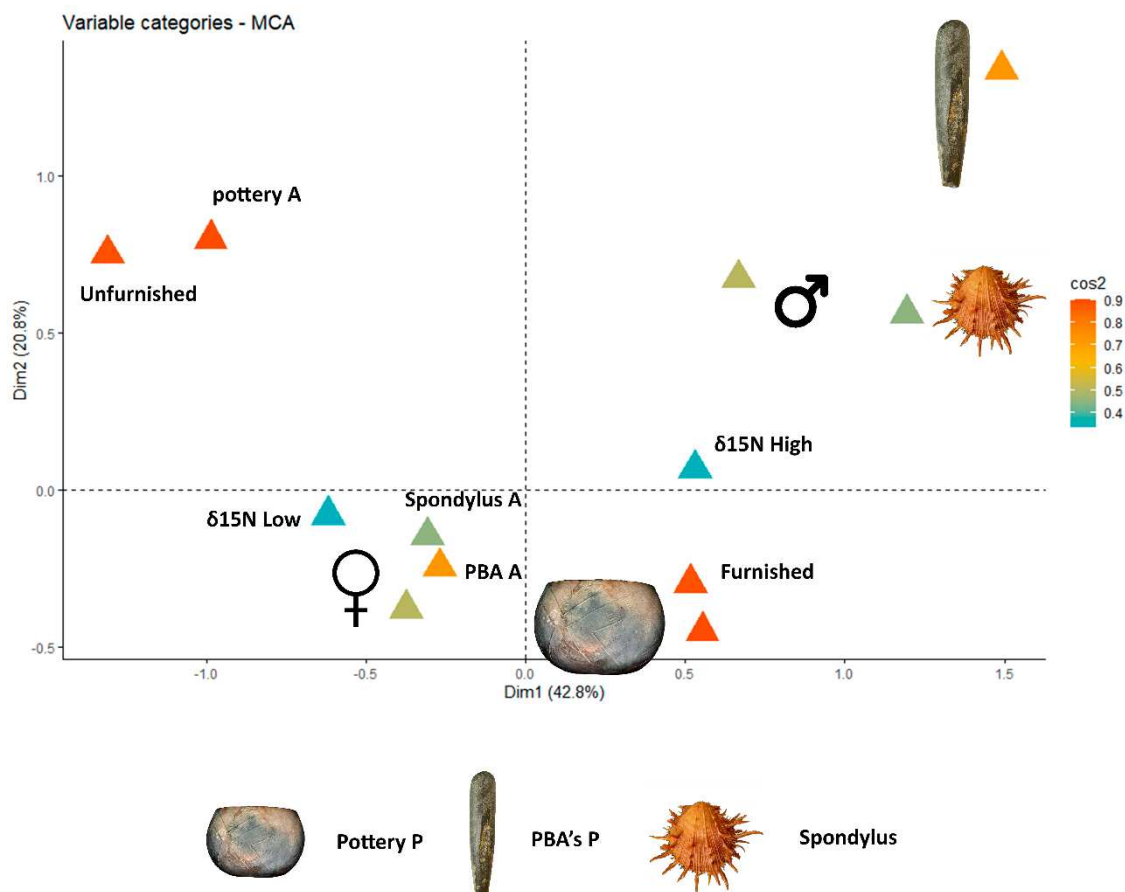 Variable categories - MCA
pottery A
1.0
Unfurnished
cos2
0.9
0.8
0.7
0.6
0.5
0.4
0.5
Dim2 (20.8%)
δ15N High
0.0
Spondylus A
δ15N Low
PBA A
Furnished
-0.5
-1.0
-0.5
0.0
0.5
1.0
1.5
Dim1 (42.8%)
Pottery P
PBA's P
Spondylus